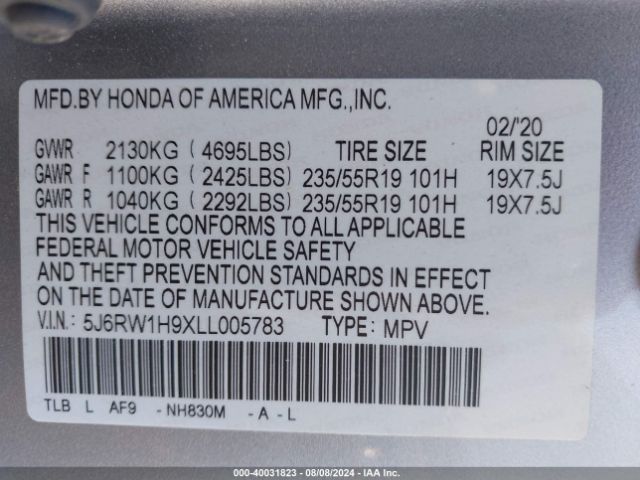 MFD.BY HONDA OF AMERICA MFG.,INC.
02/'20
GVWR 2130KG ( 4695LBS) TIRE SIZE RIM SIZE
GAWR F 1100KG ( 2425LBS) 235/55R19 101H 19X7.5J
GAWR R 1040KG ( 2292LBS) 235/55R19 101H 19X7.5J
THIS VEHICLE CONFORMS TO ALL APPLICABLE
FEDERAL MOTOR VEHICLE SAFETY
AND THEFT PREVENTION STANDARDS IN EFFECT
ON THE DATE OF MANUFACTURE SHOWN ABOVE.
V.I.N.: 5J6RW1H9XLL005783 TYPE: MPV
TLB L AF9 - NH830M - A - L
000-40031823 // 08/08/2024 - IAA Inc.